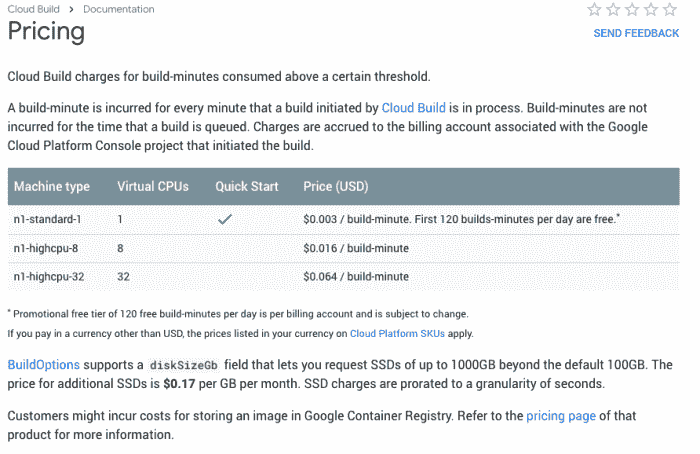 Cloud Build > Documentation
Pricing
SEND FEEDBACK
Cloud Build charges for build-minutes consumed above a certain threshold.
A build-minute is incurred for every minute that a build initiated by Cloud Build is in process. Build-minutes are not
incurred for the time that a build is queued. Charges are accrued to the billing account associated with the Google
Cloud Platform Console project that initiated the build.
Machine type Virtual CPUs Quick Start Price (USD)
n1-standard-1 1 ✓ $0.003 / build-minute. First 120 builds-minutes per day are free.*
n1-highcpu-8 8 $0.016 / build-minute
n1-highcpu-32 32 $0.064 / build-minute
* Promotional free tier of 120 free build-minutes per day is per billing account and is subject to change.
If you pay in a currency other than USD, the prices listed in your currency on Cloud Platform SKUs apply.
BuildOptions supports a diskSizeGb field that lets you request SSDs of up to 1000GB beyond the default 100GB. The
price for additional SSDs is $0.17 per GB per month. SSD charges are prorated to a granularity of seconds.
Customers might incur costs for storing an image in Google Container Registry. Refer to the pricing page of that
product for more information.